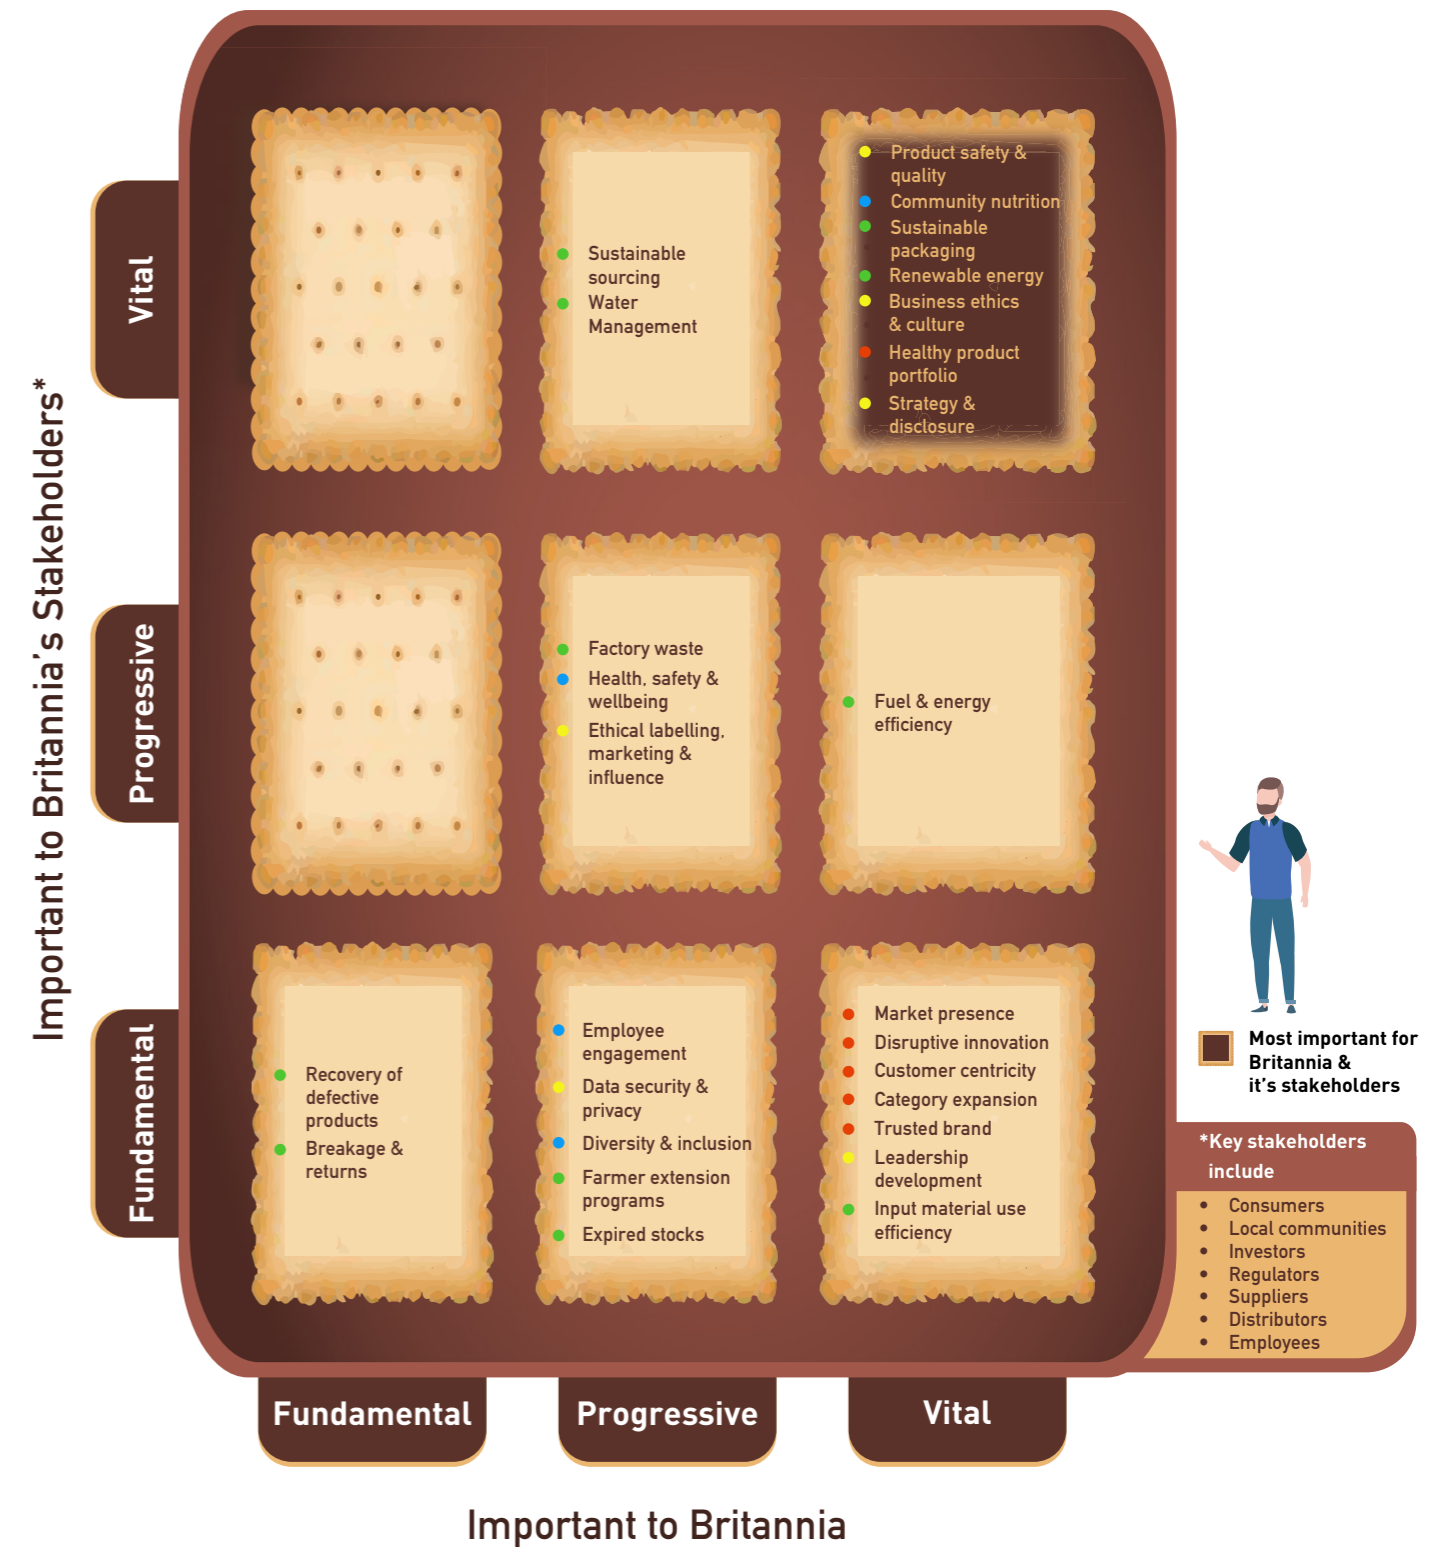 Important to Britannia's Stakeholders*
Vital
Sustainable
sourcing
Water
Management
Product safety &
quality
Community nutrition
Sustainable
packaging
Renewable energy
Business ethics
& culture
Healthy product
portfolio
Strategy &
disclosure
Progressive
Factory waste
Health, safety &
wellbeing
Ethical labelling,
marketing &
influence
Fuel & energy
efficiency
Fundamental
Recovery of
defective
products
Breakage &
returns
Employee
engagement
Data security &
privacy
Diversity & inclusion
Farmer extension
programs
Expired stocks
Market presence
Disruptive innovation
Customer centricity
Category expansion
Trusted brand
Leadership
development
Input material use
efficiency
Most important for
Britannia &
it's stakeholders
*Key stakeholders
include
• Consumers
• Local communities
• Investors
• Regulators
• Suppliers
• Distributors
• Employees
Fundamental
Progressive
Vital
Important to Britannia